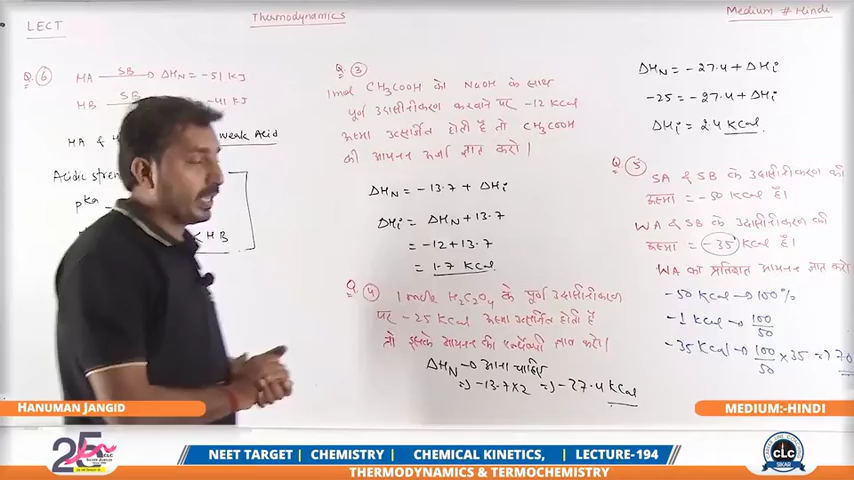 LECT
Thermodynamics
Medium # Hindi
Q. 6
HA —SB→ ΔHN = -51 KJ
HB —SB→ -41 KJ
HA & weak Acid
Acidic stren
pka
< HB
Q. 3
1mol CH3COOH को NaOH के साथ
पूर्ण उदासीनीकरण करवाने पर -12 Kcal
ऊष्मा उत्सर्जित होती है तो CH3COOH
की आयनन ऊर्जा ज्ञात करो।
ΔHN = -13.7 + ΔHi
ΔHi = ΔHN + 13.7
= -12 + 13.7
= 1.7 Kcal
Q. 4
1 mole H2C2O4 के पूर्ण उदासीनीकरण
पर -25 Kcal ऊष्मा उत्सर्जित होती है
तो इसके आयनन की एन्थैल्पी ज्ञात करो।
ΔHN → आना चाहिए
=) -13.7 × 2 =) -27.4 Kcal
ΔHN = -27.4 + ΔHi
-25 = -27.4 + ΔHi
ΔHi = 2.4 Kcal
Q. 5
SA & SB के उदासीनीकरण की
ऊष्मा = -50 Kcal है।
WA & SB के उदासीनीकरण की
ऊष्मा = -35 Kcal है।
WA का प्रतिशत आयनन ज्ञात करो
-50 Kcal → 100%
-1 Kcal → 100/50
-35 Kcal → 100/50 × 35 =) 70
HANUMAN JANGID
MEDIUM:-HINDI
25
CLC
SIKAR
NEET TARGET | CHEMISTRY | CHEMICAL KINETICS, | LECTURE-194
THERMODYNAMICS & TERMOCHEMISTRY